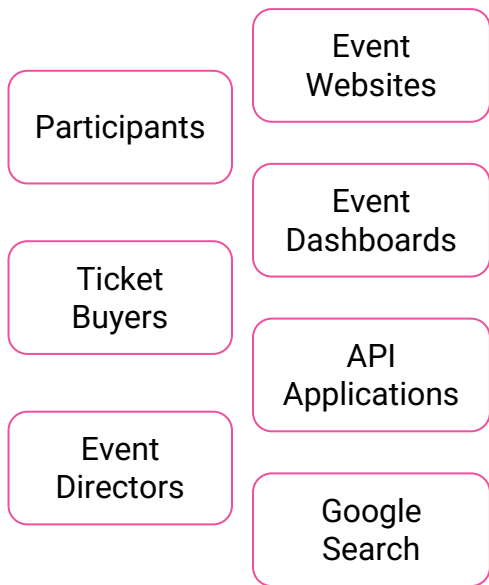 Participants
Ticket
Buyers
Event
Directors
Event
Websites
Event
Dashboards
API
Applications
Google
Search